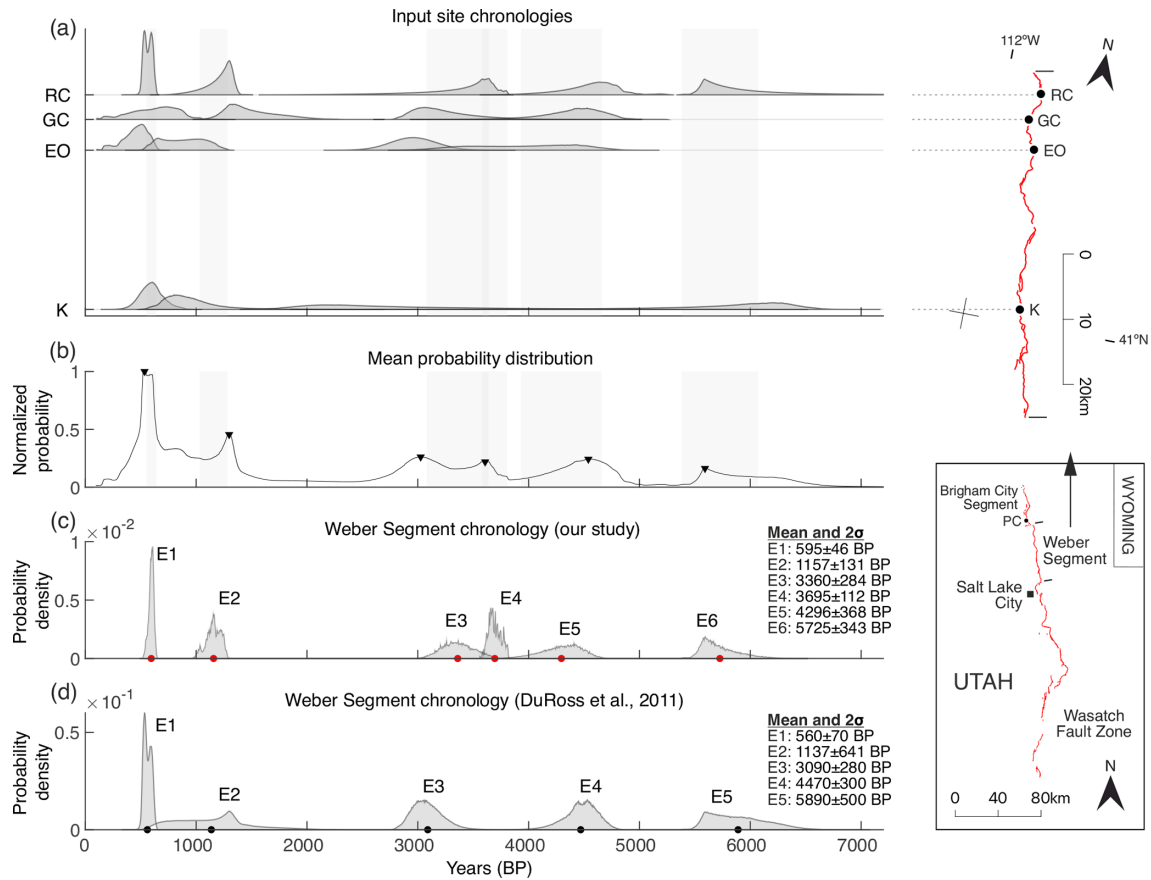 (a)
Input site chronologies
RC
GC
EO
K
112ºW
N
RC
GC
EO
K
0
10
20km
41ºN
(b)
Mean probability distribution
Normalized
probability
1
0.5
0
(c)
× 10⁻²
Weber Segment chronology (our study)
Probability
density
1
0.5
0
E1
E2
E3
E4
E5
E6
Mean and 2σ
E1: 595±46 BP
E2: 1157±131 BP
E3: 3360±284 BP
E4: 3695±112 BP
E5: 4296±368 BP
E6: 5725±343 BP
(d)
× 10⁻¹
Weber Segment chronology (DuRoss et al., 2011)
Probability
density
0.5
0
E1
E2
E3
E4
E5
Mean and 2σ
E1: 560±70 BP
E2: 1137±641 BP
E3: 3090±280 BP
E4: 4470±300 BP
E5: 5890±500 BP
0 1000 2000 3000 4000 5000 6000 7000
Years (BP)
WYOMING
Brigham City
Segment
PC
Weber
Segment
Salt Lake
City
UTAH
Wasatch
Fault Zone
N
0 40 80km